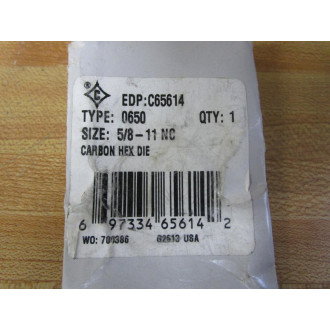 ® C EDP:C65614
TYPE: 0650 QTY: 1
SIZE: 5/8-11 NC
CARBON HEX DIE
6 97334 65614 2
WO: 700366 USA